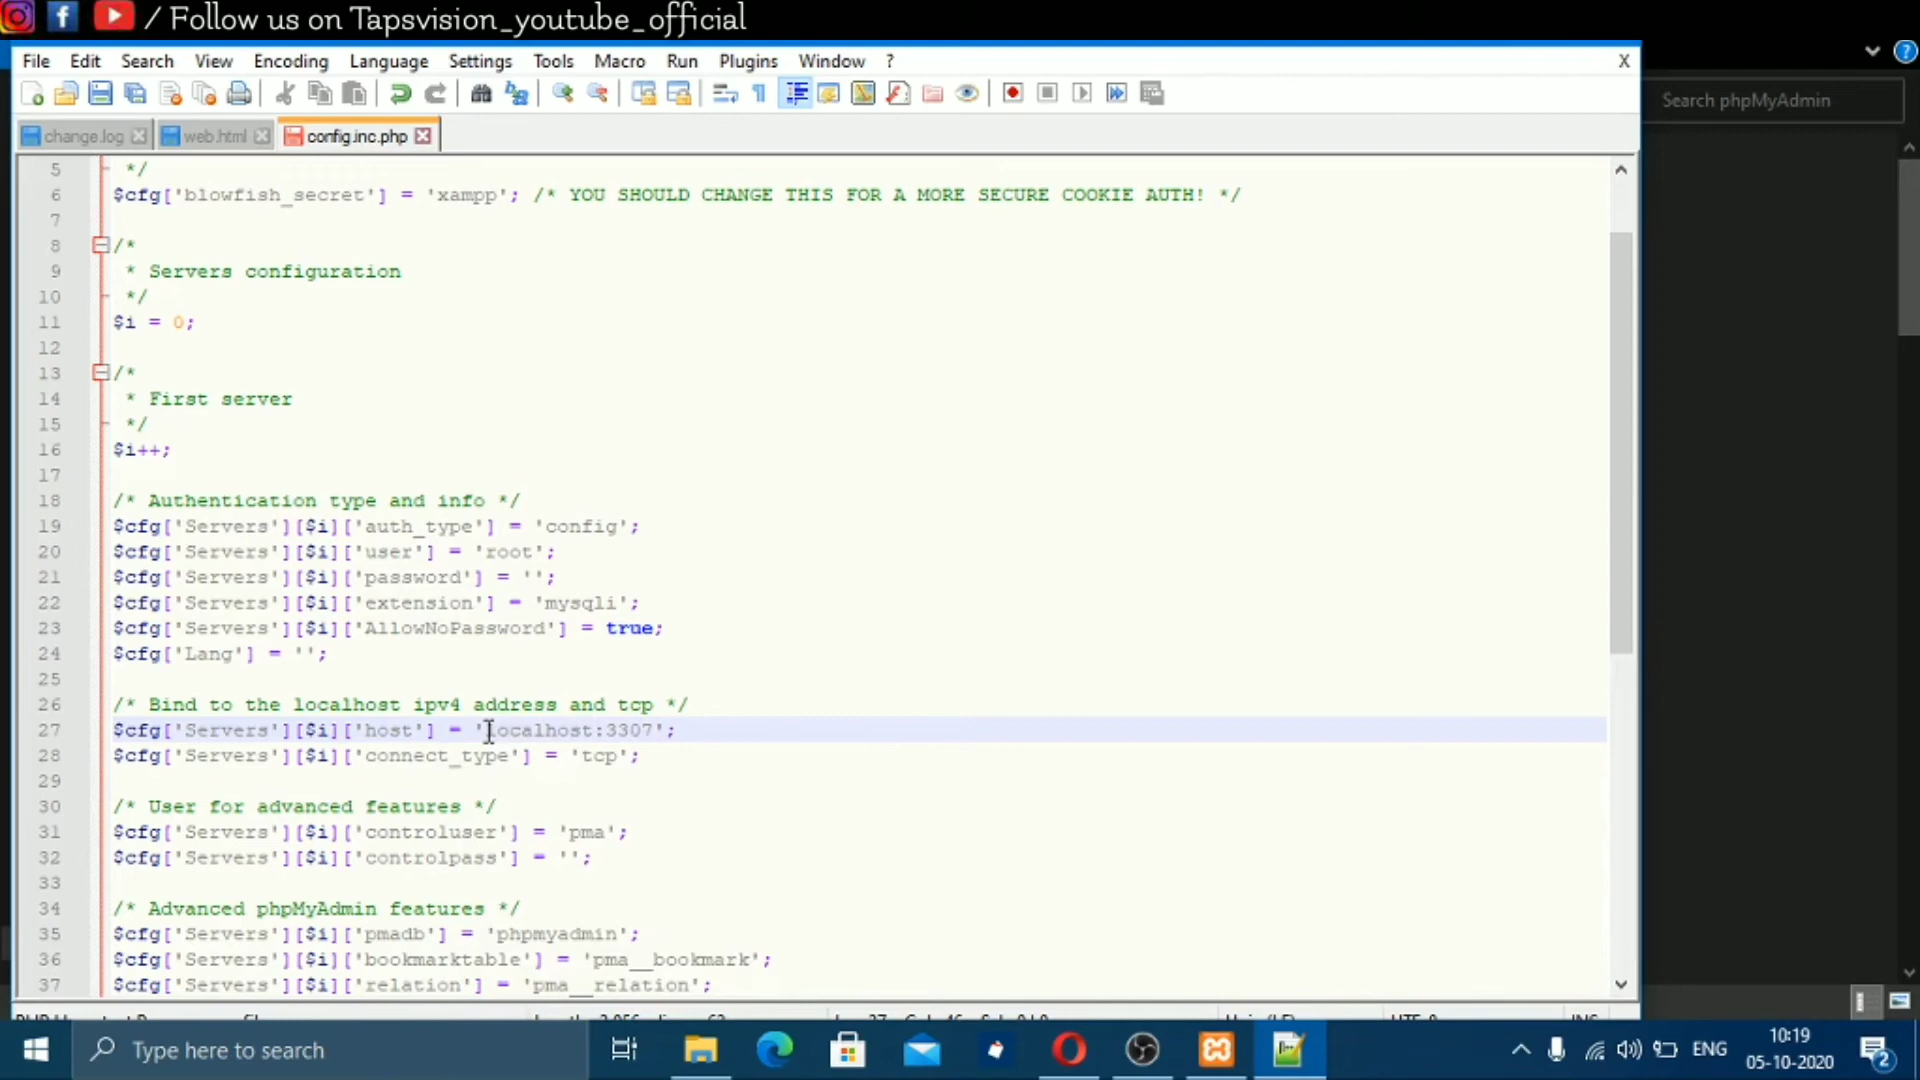 / Follow us on Tapsvision_youtube_official
File Edit Search View Encoding Language Settings Tools Macro Run Plugins Window ? X
Search phpMyAdmin
change.log web.html config.inc.php
5 */
6 $cfg['blowfish_secret'] = 'xampp'; /* YOU SHOULD CHANGE THIS FOR A MORE SECURE COOKIE AUTH! */
7
8 /*
9 * Servers configuration
10 */
11 $i = 0;
12
13 /*
14 * First server
15 */
16 $i++;
17
18 /* Authentication type and info */
19 $cfg['Servers'][$i]['auth_type'] = 'config';
20 $cfg['Servers'][$i]['user'] = 'root';
21 $cfg['Servers'][$i]['password'] = '';
22 $cfg['Servers'][$i]['extension'] = 'mysqli';
23 $cfg['Servers'][$i]['AllowNoPassword'] = true;
24 $cfg['Lang'] = '';
25
26 /* Bind to the localhost ipv4 address and tcp */
27 $cfg['Servers'][$i]['host'] = 'localhost:3307';
28 $cfg['Servers'][$i]['connect_type'] = 'tcp';
29
30 /* User for advanced features */
31 $cfg['Servers'][$i]['controluser'] = 'pma';
32 $cfg['Servers'][$i]['controlpass'] = '';
33
34 /* Advanced phpMyAdmin features */
35 $cfg['Servers'][$i]['pmadb'] = 'phpmyadmin';
36 $cfg['Servers'][$i]['bookmarktable'] = 'pma__bookmark';
37 $cfg['Servers'][$i]['relation'] = 'pma__relation';
Type here to search
ENG
10:19
05-10-2020
2